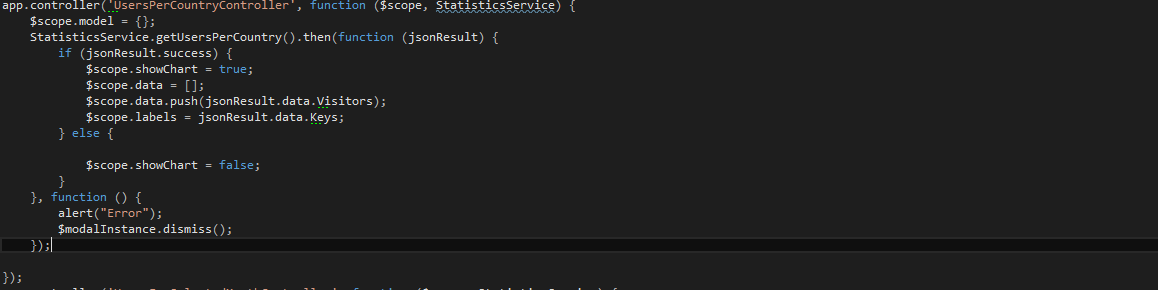 app.controller('UsersPerCountryController', function ($scope, StatisticsService) {
    $scope.model = {};
    StatisticsService.getUsersPerCountry().then(function (jsonResult) {
        if (jsonResult.success) {
            $scope.showChart = true;
            $scope.data = [];
            $scope.data.push(jsonResult.data.Visitors);
            $scope.labels = jsonResult.data.Keys;
        } else {
            $scope.showChart = false;
        }
    }, function () {
        alert("Error");
        $modalInstance.dismiss();
    });
});